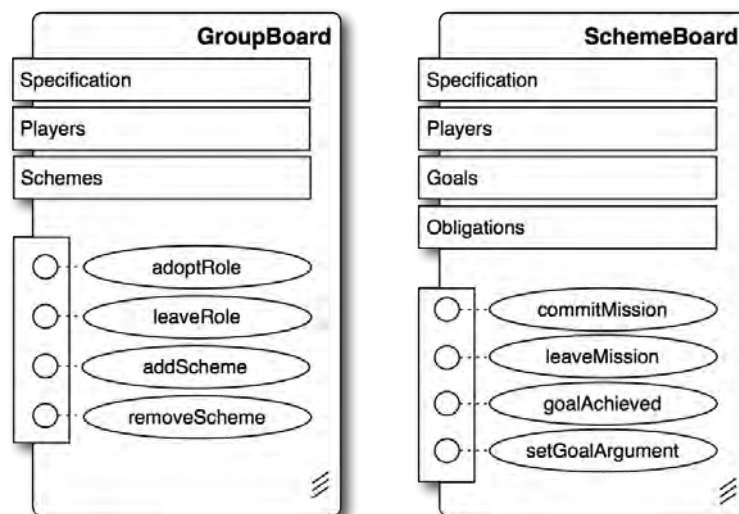 GroupBoard
Specification
Players
Schemes
adoptRole
leaveRole
addScheme
removeScheme
SchemeBoard
Specification
Players
Goals
Obligations
commitMission
leaveMission
goalAchieved
setGoalArgument